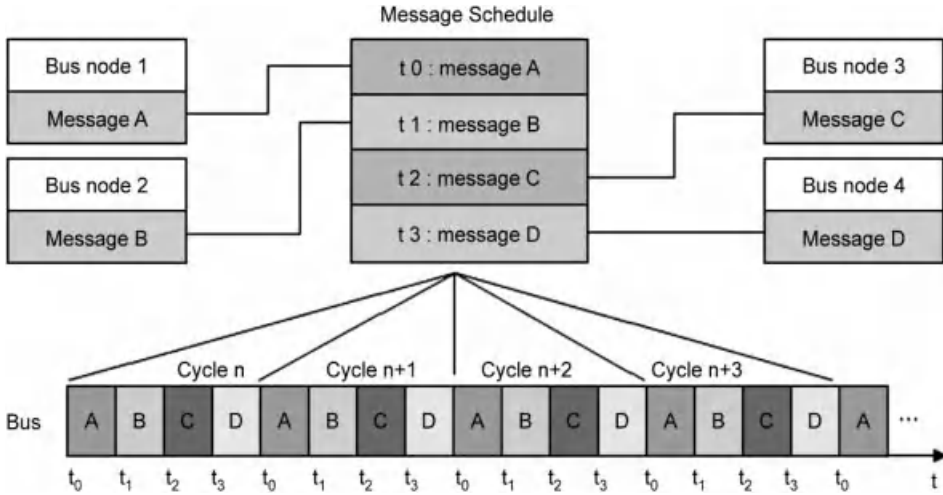 Message Schedule
Bus node 1
Message A
Bus node 2
Message B
t 0 : message A
t 1 : message B
t 2 : message C
t 3 : message D
Bus node 3
Message C
Bus node 4
Message D
Cycle n Cycle n+1 Cycle n+2 Cycle n+3
Bus A B C D A B C D A B C D A B C D A ...
t0 t1 t2 t3 t0 t1 t2 t3 t0 t1 t2 t3 t0 t1 t2 t3 t0 t